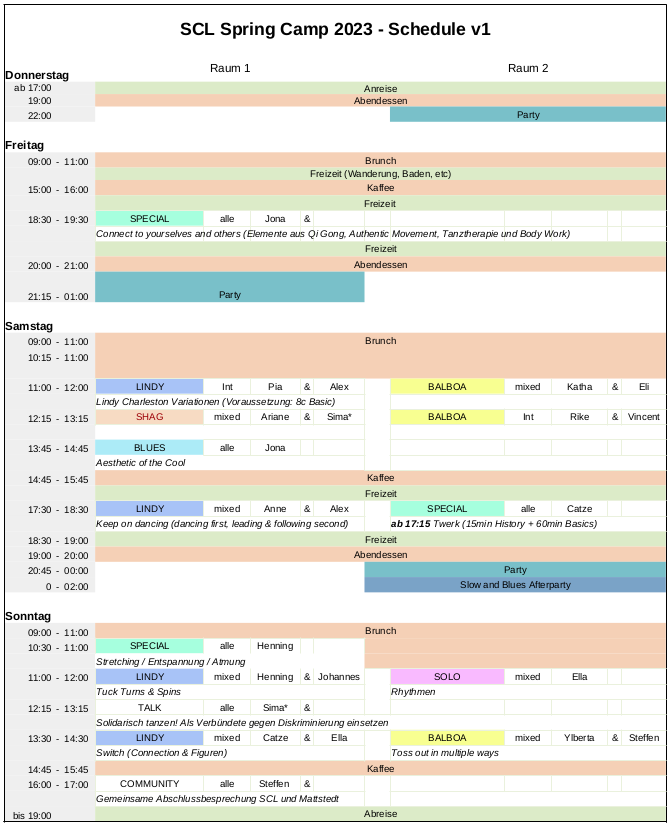 SCL Spring Camp 2023 - Schedule v1
Raum 1 Raum 2
Donnerstag
ab 17:00 Anreise
19:00 Abendessen
22:00 Party
Freitag
09:00 - 11:00 Brunch
Freizeit (Wanderung, Baden, etc)
15:00 - 16:00 Kaffee
Freizeit
18:30 - 19:30 SPECIAL alle Jona &
Connect to yourselves and others (Elemente aus Qi Gong, Authentic Movement, Tanztherapie und Body Work)
Freizeit
20:00 - 21:00 Abendessen
21:15 - 01:00 Party
Samstag
09:00 - 11:00 Brunch
10:15 - 11:00
11:00 - 12:00 LINDY Int Pia & Alex BALBOA mixed Katha & Eli
Lindy Charleston Variationen (Voraussetzung: 8c Basic)
12:15 - 13:15 SHAG mixed Ariane & Sima* BALBOA Int Rike & Vincent
13:45 - 14:45 BLUES alle Jona
Aesthetic of the Cool
14:45 - 15:45 Kaffee
Freizeit
17:30 - 18:30 LINDY mixed Anne & Alex SPECIAL alle Catze
Keep on dancing (dancing first, leading & following second) ab 17:15 Twerk (15min History + 60min Basics)
18:30 - 19:00 Freizeit
19:00 - 20:00 Abendessen
20:45 - 00:00 Party
0 - 02:00 Slow and Blues Afterparty
Sonntag
09:00 - 11:00 Brunch
10:30 - 11:00 SPECIAL alle Henning
Stretching / Entspannung / Atmung
11:00 - 12:00 LINDY mixed Henning & Johannes SOLO mixed Ella
Tuck Turns & Spins Rhythmen
12:15 - 13:15 TALK alle Sima* &
Solidarisch tanzen! Als Verbündete gegen Diskriminierung einsetzen
13:30 - 14:30 LINDY mixed Catze & Ella BALBOA mixed Ylberta & Steffen
Switch (Connection & Figuren) Toss out in multiple ways
14:45 - 15:45 Kaffee
16:00 - 17:00 COMMUNITY alle Steffen &
Gemeinsame Abschlussbesprechung SCL und Mattstedt
bis 19:00 Abreise